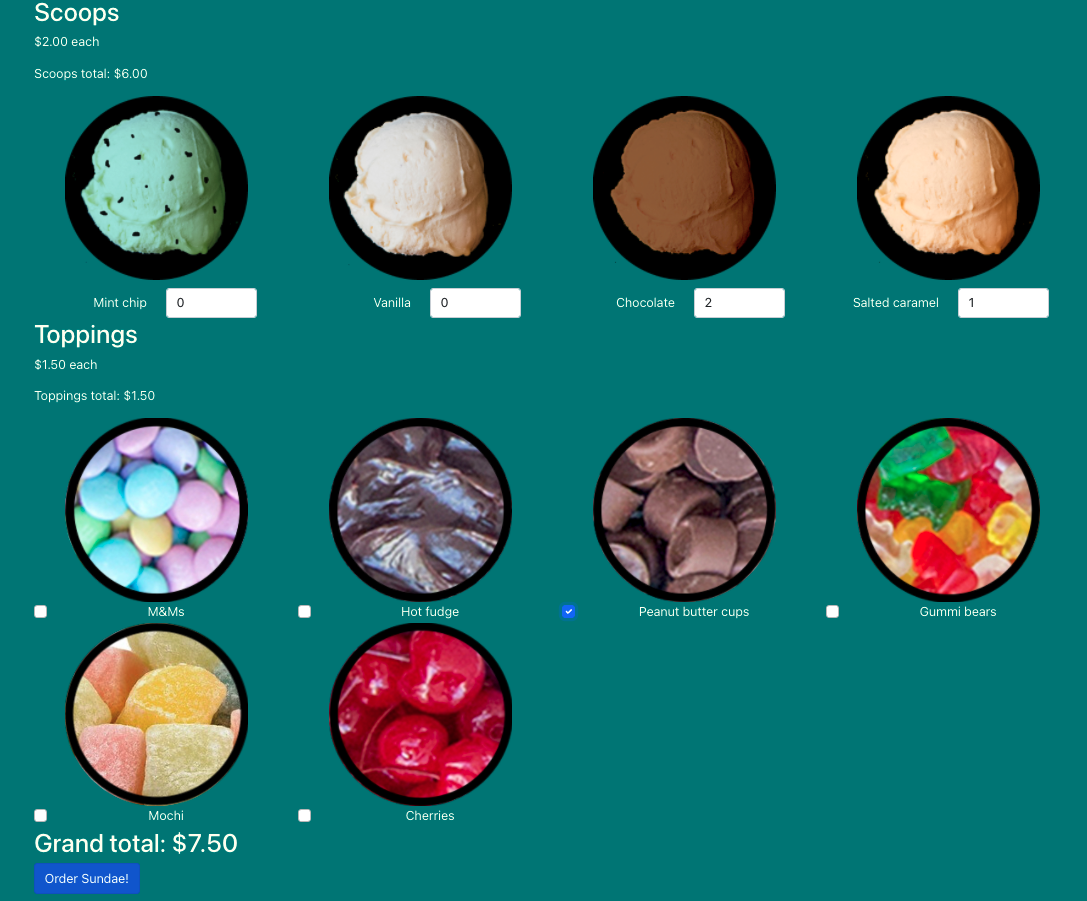 Scoops
$2.00 each
Scoops total: $6.00
Mint chip 0 Vanilla 0 Chocolate 2 Salted caramel 1
Toppings
$1.50 each
Toppings total: $1.50
M&Ms Hot fudge Peanut butter cups Gummi bears
Mochi Cherries
Grand total: $7.50
Order Sundae!